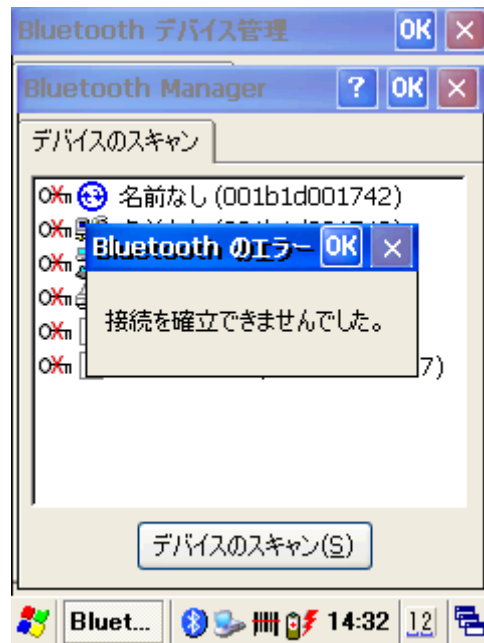 Bluetooth デバイス管理 OK
Bluetooth Manager ? OK
デバイスのスキャン
名前なし (001b1d001742)
Bluetooth のエラー OK
接続を確立できませんでした。
7)
デバイスのスキャン(S)
Bluet... 14:32 12